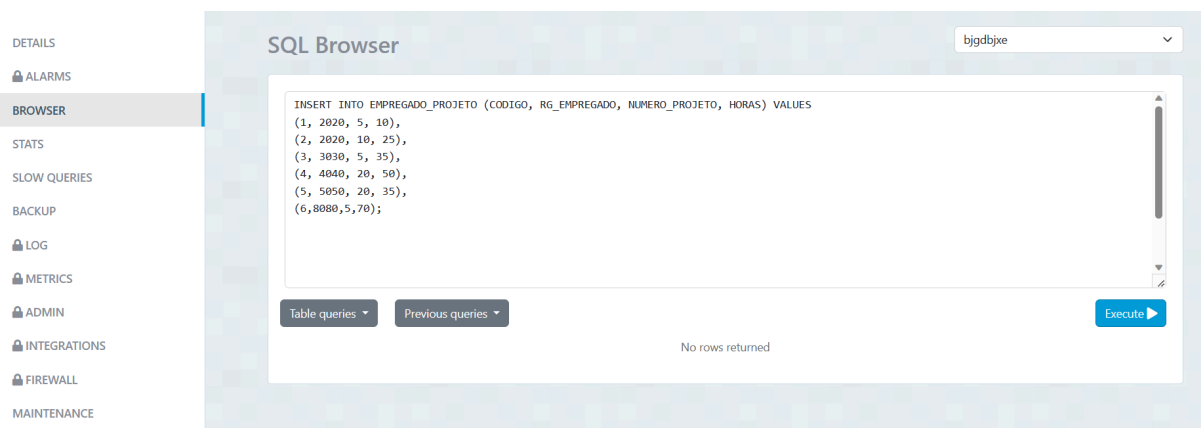 DETAILS
ALARMS
BROWSER
STATS
SLOW QUERIES
BACKUP
LOG
METRICS
ADMIN
INTEGRATIONS
FIREWALL
MAINTENANCE
SQL Browser
bjgdbjxe
INSERT INTO EMPREGADO_PROJETO (CODIGO, RG_EMPREGADO, NUMERO_PROJETO, HORAS) VALUES
(1, 2020, 5, 10),
(2, 2020, 10, 25),
(3, 3030, 5, 35),
(4, 4040, 20, 50),
(5, 5050, 20, 35),
(6,8080,5,70);
Table queries
Previous queries
Execute
No rows returned